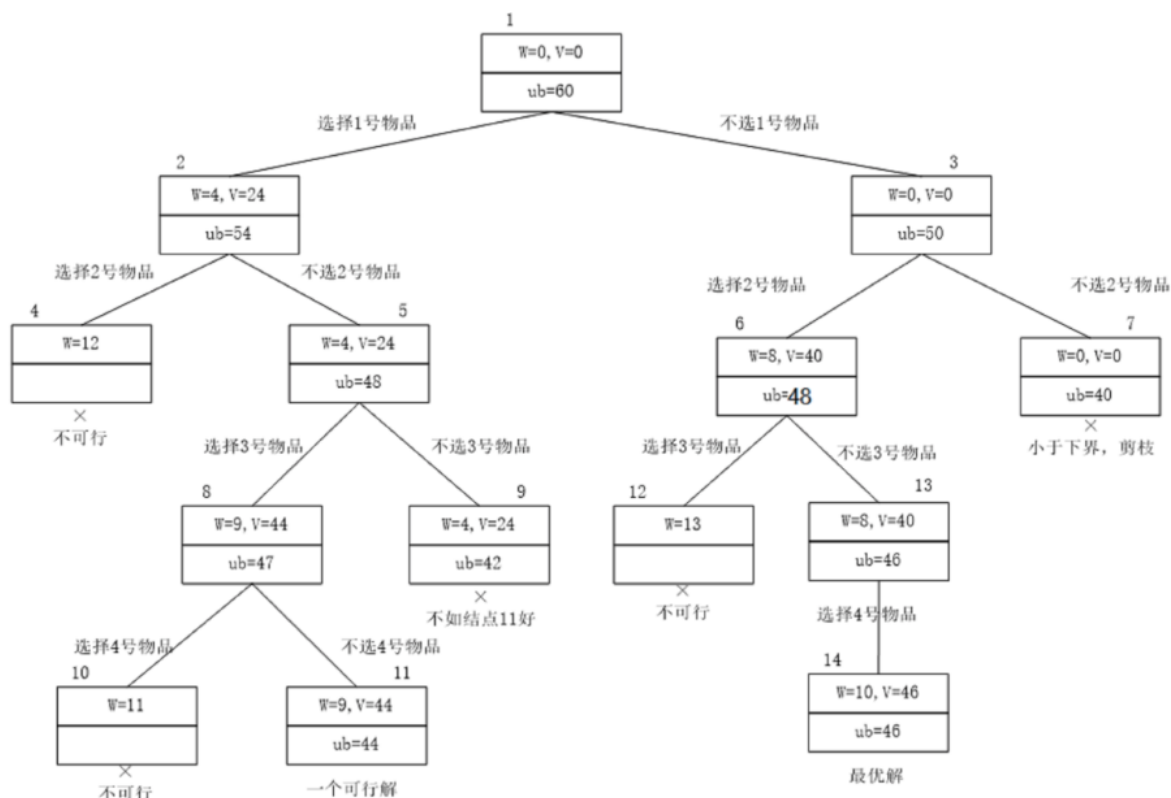 1
W=0, V=0
ub=60
选择1号物品
不选1号物品
2
W=4, V=24
ub=54
3
W=0, V=0
ub=50
选择2号物品
不选2号物品
选择2号物品
不选2号物品
4
W=12
×
不可行
5
W=4, V=24
ub=48
6
W=8, V=40
ub=48
7
W=0, V=0
ub=40
×
小于下界，剪枝
选择3号物品
不选3号物品
选择3号物品
不选3号物品
8
W=9, V=44
ub=47
9
W=4, V=24
ub=42
×
不如结点11好
12
W=13
×
不可行
13
W=8, V=40
ub=46
选择4号物品
不选4号物品
选择4号物品
10
W=11
×
不可行
11
W=9, V=44
ub=44
一个可行解
14
W=10, V=46
ub=46
最优解